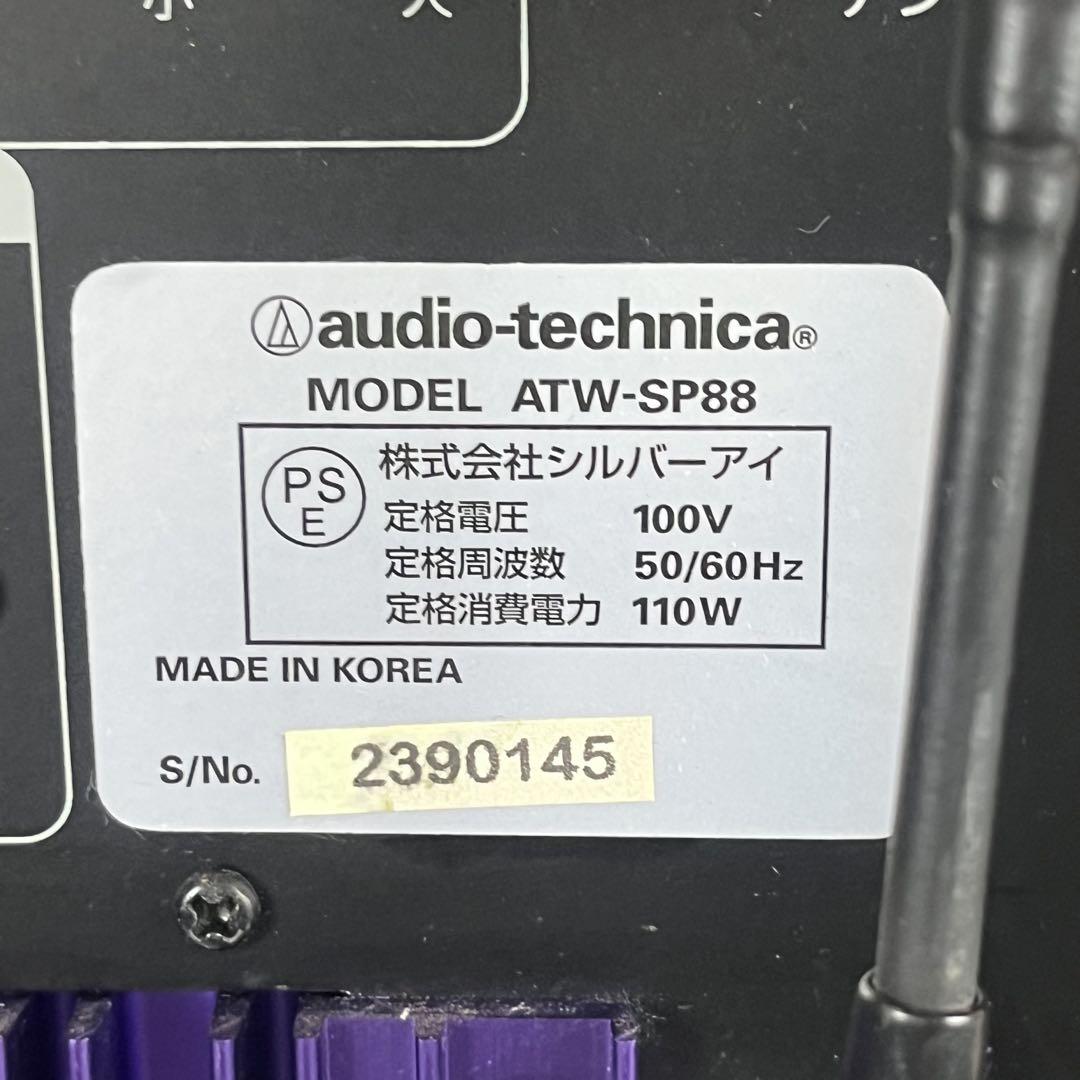 audio-technica®
MODEL ATW-SP88
PSE 株式会社シルバーアイ
定格電圧 100V
定格周波数 50/60Hz
定格消費電力 110W
MADE IN KOREA
S/No. 2390145